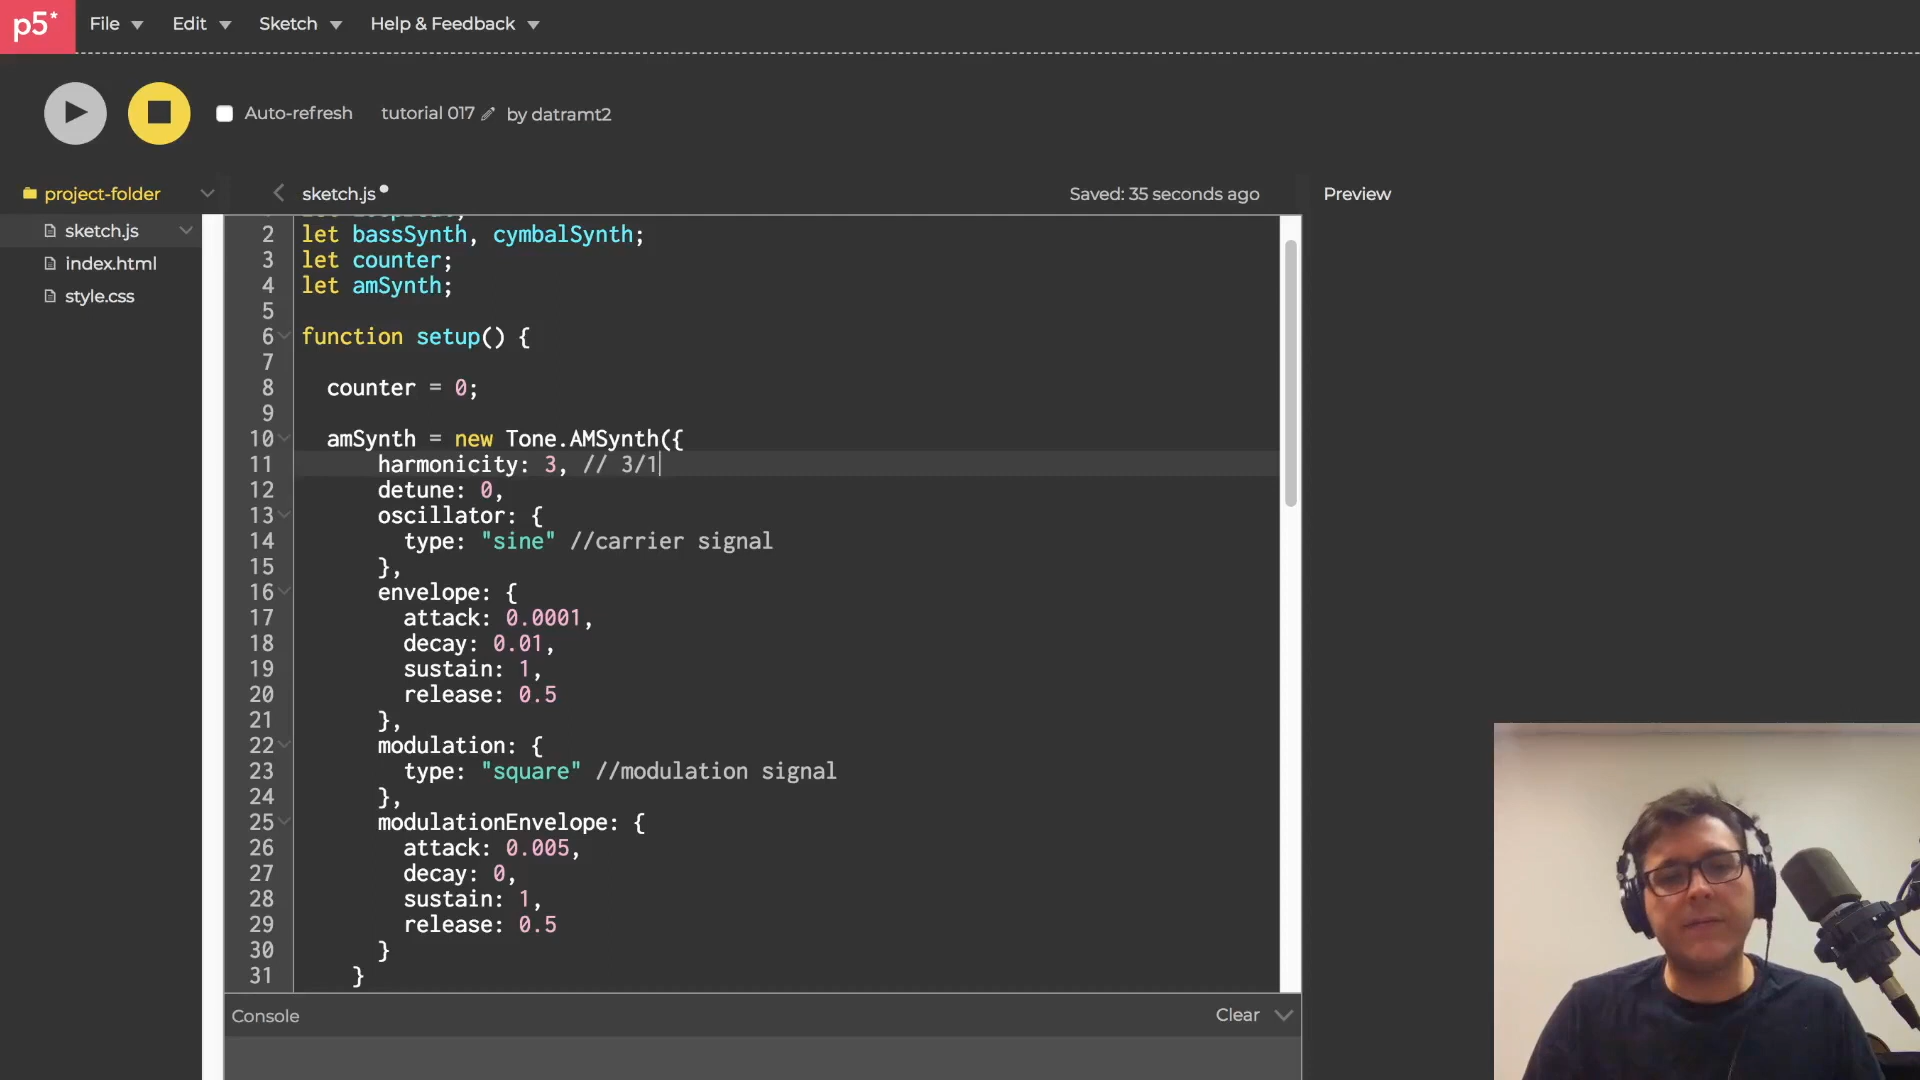 p5*
File
Edit
Sketch
Help & Feedback
Auto-refresh
tutorial 017
by datramt2
project-folder
sketch.js
Saved: 35 seconds ago
Preview
sketch.js
index.html
style.css
2 let bassSynth, cymbalSynth;
3 let counter;
4 let amSynth;
5
6 function setup() {
7
8 counter = 0;
9
10 amSynth = new Tone.AMSynth({
11 harmonicity: 3, // 3/1
12 detune: 0,
13 oscillator: {
14 type: "sine" //carrier signal
15 },
16 envelope: {
17 attack: 0.0001,
18 decay: 0.01,
19 sustain: 1,
20 release: 0.5
21 },
22 modulation: {
23 type: "square" //modulation signal
24 },
25 modulationEnvelope: {
26 attack: 0.005,
27 decay: 0,
28 sustain: 1,
29 release: 0.5
30 }
31 }
Console
Clear